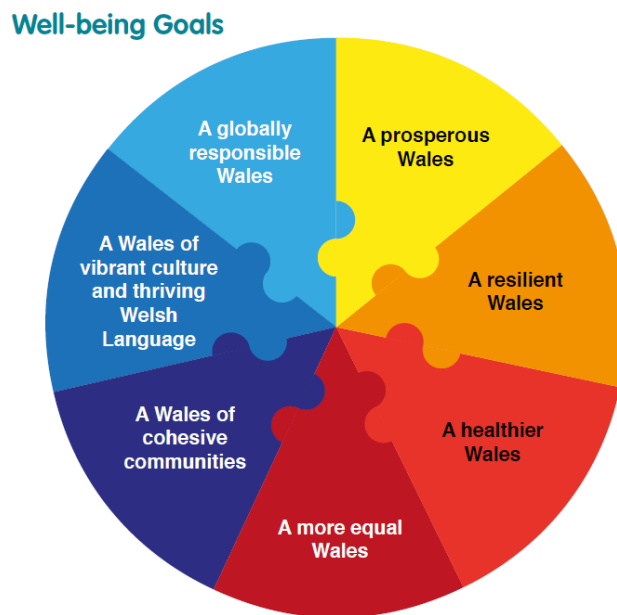 Well-being Goals
A prosperous
Wales
A resilient
Wales
A healthier
Wales
A more equal
Wales
A Wales of
cohesive
communities
A Wales of
vibrant culture
and thriving
Welsh
Language
A globally
responsible
Wales